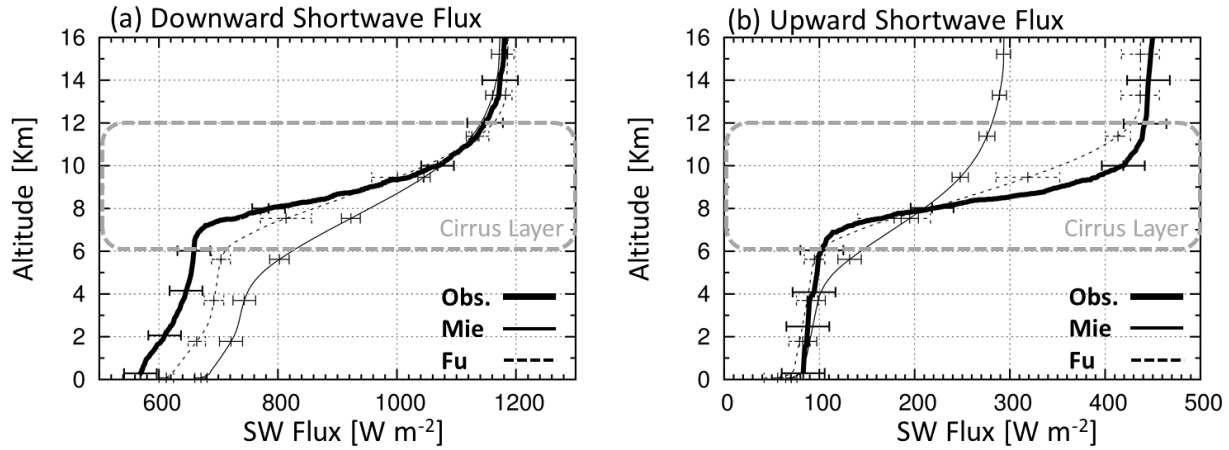 (a) Downward Shortwave Flux
16
14
12
10
8
6
4
2
0
Altitude [Km]
Cirrus Layer
Obs.
Mie
Fu
600 800 1000 1200
SW Flux [W m-2]
(b) Upward Shortwave Flux
16
14
12
10
8
6
4
2
0
Altitude [Km]
Cirrus Layer
Obs.
Mie
Fu
0 100 200 300 400 500
SW Flux [W m-2]